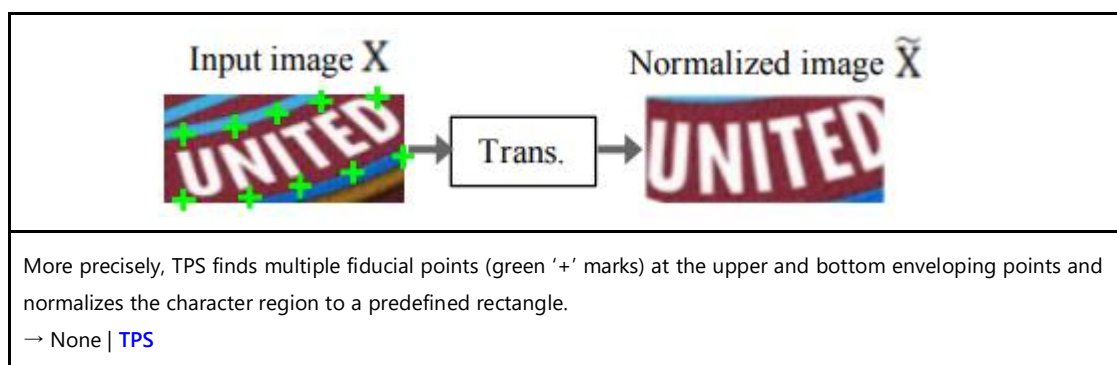 Input image X
Normalized image X̃
UNITED
Trans.
UNITED
More precisely, TPS finds multiple fiducial points (green ‘+’ marks) at the upper and bottom enveloping points and
normalizes the character region to a predefined rectangle.
→ None | TPS